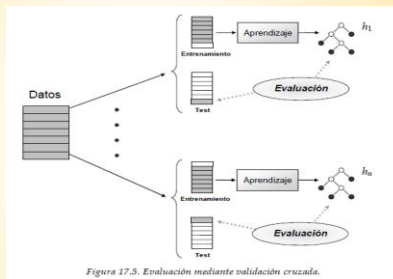 Datos
Entrenamiento
Aprendizaje
h₁
Evaluación
Test
Entrenamiento
Aprendizaje
hₙ
Evaluación
Test
Figura 17.5. Evaluación mediante validación cruzada.